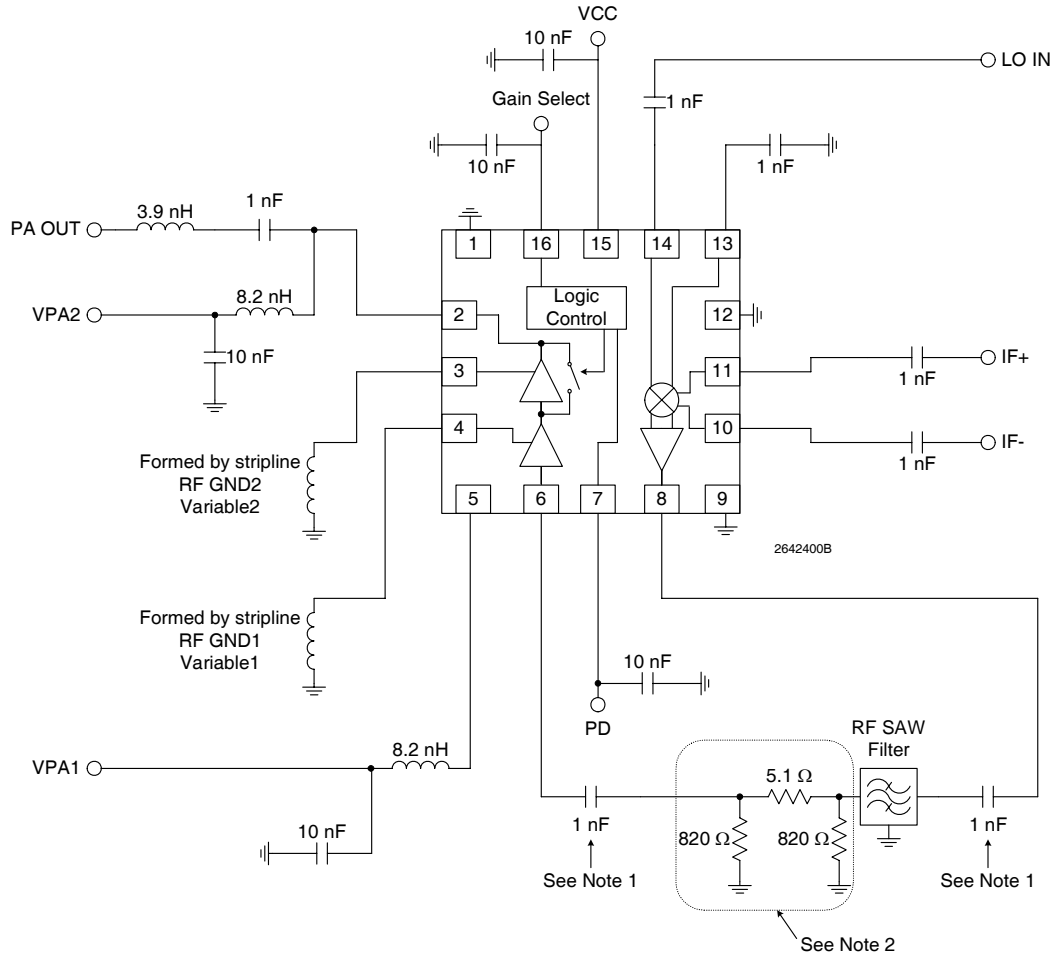 VCC
10 nF
LO IN
Gain Select
1 nF
10 nF
1 nF
1 nF
3.9 nH
PA OUT
1
16
15
14
13
8.2 nH
VPA2
Logic
Control
2
12
10 nF
IF+
3
11
1 nF
4
10
IF-
1 nF
Formed by stripline
RF GND2
Variable2
5
6
7
8
9
2642400B
Formed by stripline
RF GND1
Variable1
10 nF
PD
RF SAW
Filter
8.2 nH
VPA1
5.1 Ω
1 nF
820 Ω
820 Ω
1 nF
10 nF
See Note 1
See Note 1
See Note 2